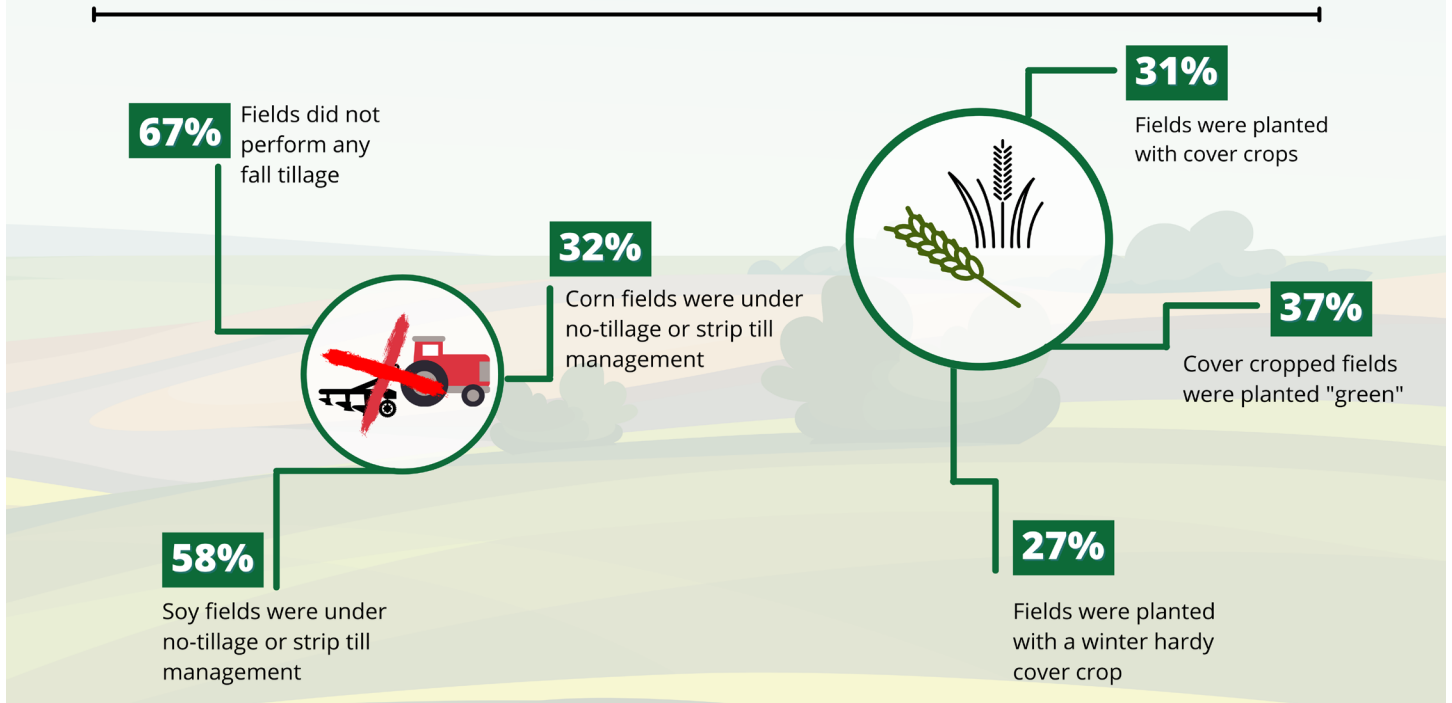 67%
Fields did not
perform any
fall tillage
32%
Corn fields were under
no-tillage or strip till
management
58%
Soy fields were under
no-tillage or strip till
management
31%
Fields were planted
with cover crops
37%
Cover cropped fields
were planted "green"
27%
Fields were planted
with a winter hardy
cover crop